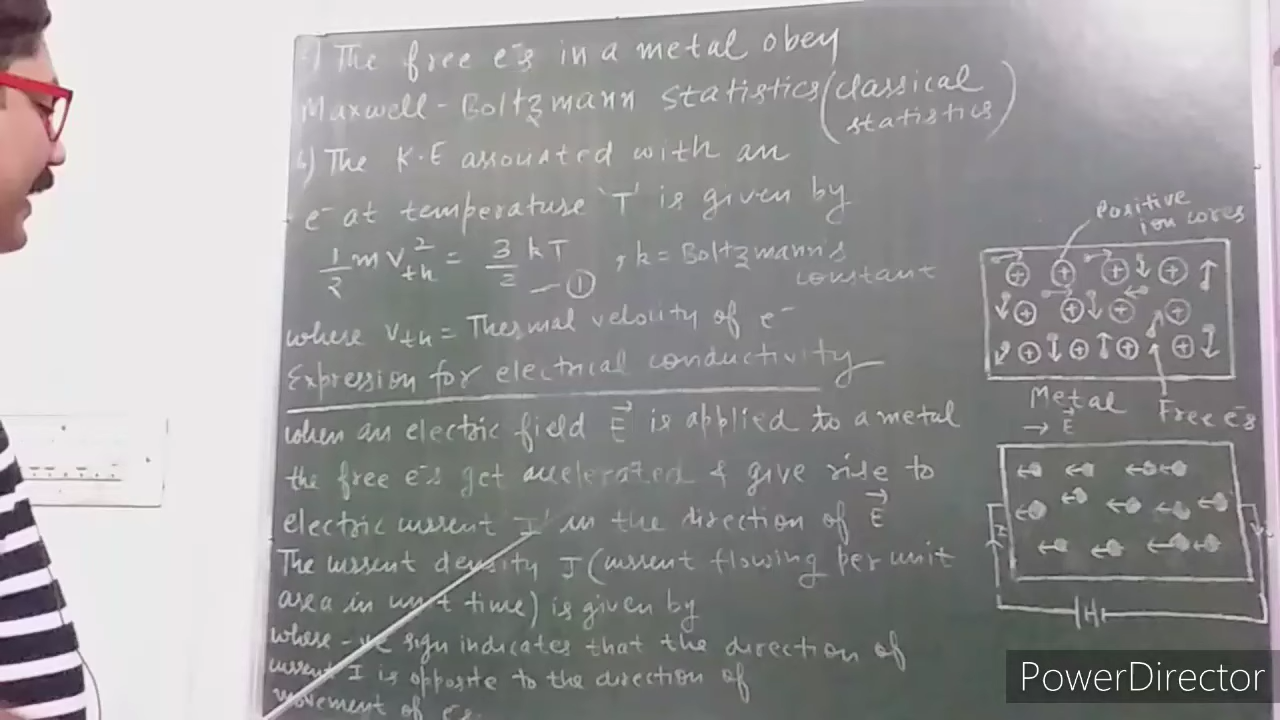 The free e⁻s in a metal obey
Maxwell-Boltzmann statistics (classical statistics)
The K.E associated with an
e⁻ at temperature 'T' is given by
1/2 m v_th² = 3/2 kT — ① , k = Boltzmann's constant
where v_th = Thermal velocity of e⁻
Expression for electrical conductivity
when an electric field E⃗ is applied to a metal
the free e⁻s get accelerated & give rise to
electric current 'I' in the direction of E⃗
The current density J (current flowing per unit
area in unit time) is given by
where -ve sign indicates that the direction of
current I is opposite to the direction of
movement of e⁻s.
Positive
ion cores
Metal
Free e⁻s
→ E⃗
I
PowerDirector